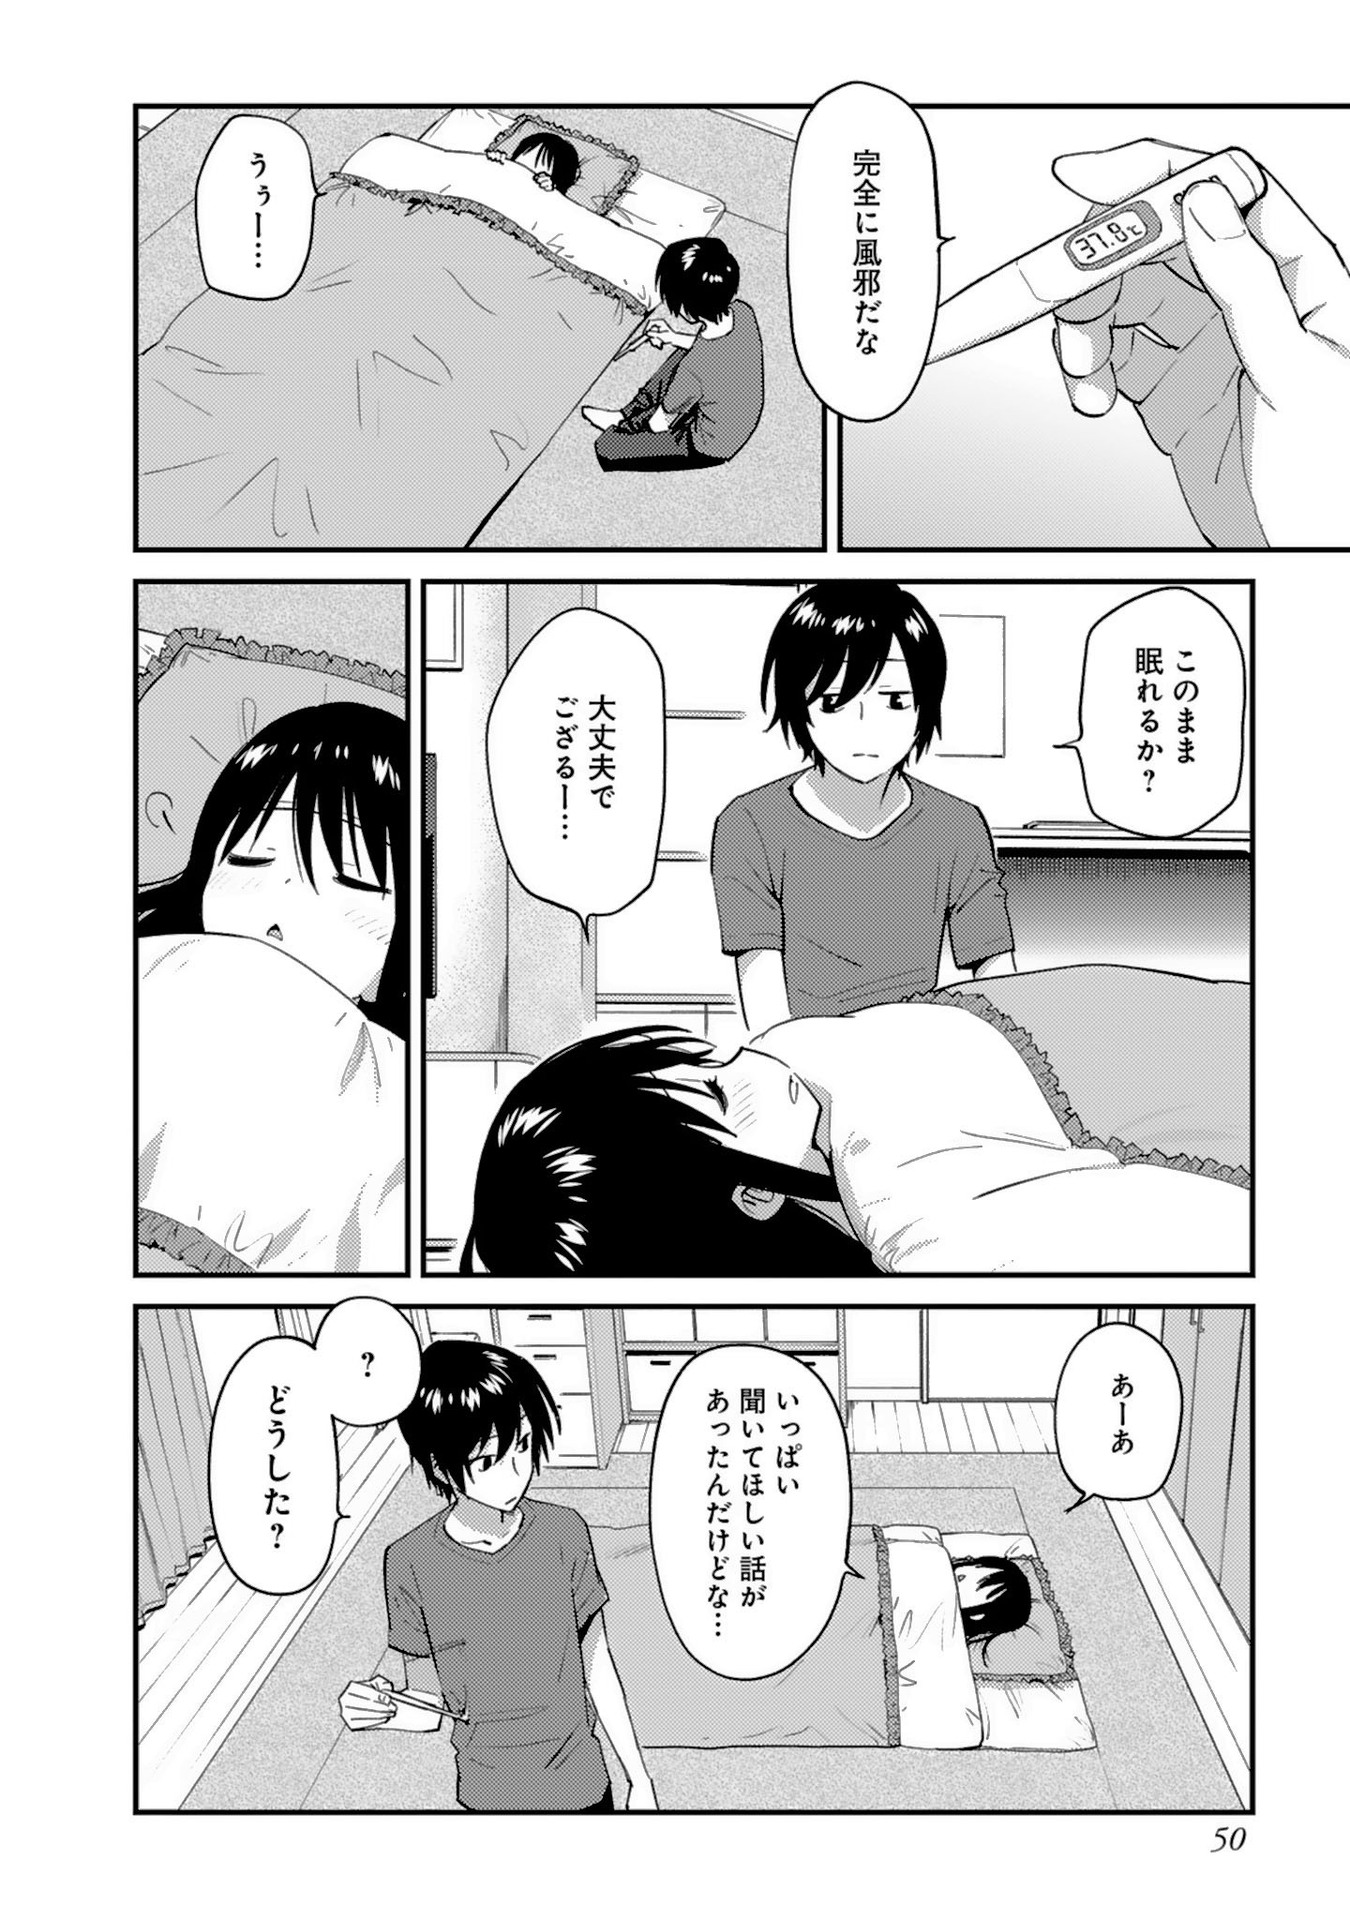 37.8℃
完全に風邪だな
うぅー…
このまま
眠れるか?
大丈夫で
ござるー…
あーあ
いっぱい
聞いてほしい話が
あったんだけどな…
?
どうした?
50